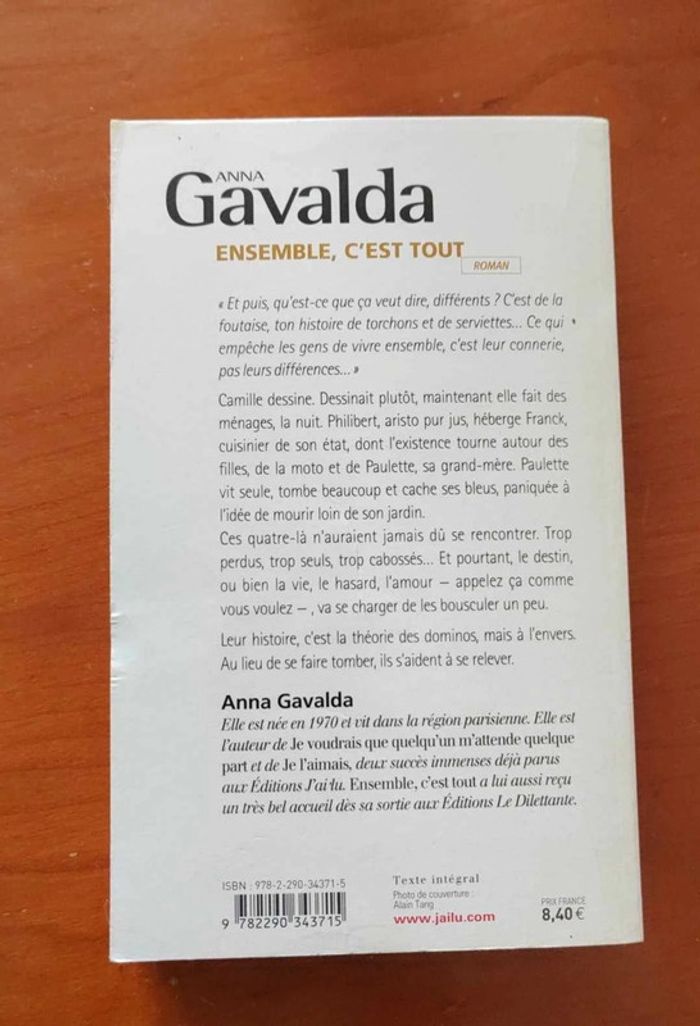 ANNA
Gavalda
ENSEMBLE, C'EST TOUT
ROMAN
« Et puis, qu'est-ce que ça veut dire, différents ? C'est de la
foutaise, ton histoire de torchons et de serviettes... Ce qui
empêche les gens de vivre ensemble, c'est leur connerie,
pas leurs différences... »
Camille dessine. Dessinait plutôt, maintenant elle fait des
ménages, la nuit. Philibert, aristo pur jus, héberge Franck,
cuisinier de son état, dont l'existence tourne autour des
filles, de la moto et de Paulette, sa grand-mère. Paulette
vit seule, tombe beaucoup et cache ses bleus, paniquée à
l'idée de mourir loin de son jardin.
Ces quatre-là n'auraient jamais dû se rencontrer. Trop
perdus, trop seuls, trop cabossés... Et pourtant, le destin,
ou bien la vie, le hasard, l'amour – appelez ça comme
vous voulez – , va se charger de les bousculer un peu.
Leur histoire, c'est la théorie des dominos, mais à l'envers.
Au lieu de se faire tomber, ils s'aident à se relever.
Anna Gavalda
Elle est née en 1970 et vit dans la région parisienne. Elle est
l'auteur de Je voudrais que quelqu'un m'attende quelque
part et de Je l'aimais, deux succès immenses déjà parus
aux Éditions J'ai lu. Ensemble, c'est tout a lui aussi reçu
un très bel accueil dès sa sortie aux Éditions Le Dilettante.
ISBN : 978-2-290-34371-5
9 782290 343715
Texte intégral
Photo de couverture :
Alain Tang
www.jailu.com
PRIX FRANCE
8,40 €